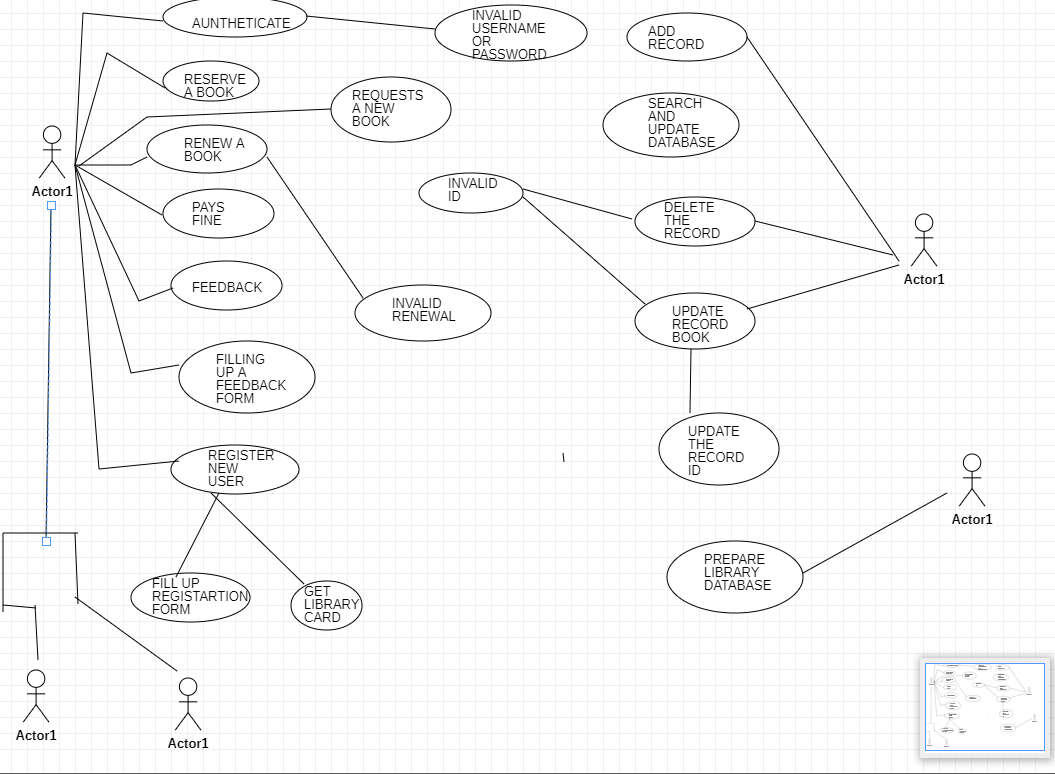 AUNTHETICATE
INVALID
USERNAME
OR
PASSWORD
ADD
RECORD
RESERVE
A BOOK
REQUESTS
A NEW
BOOK
SEARCH
AND
UPDATE
DATABASE
RENEW A
BOOK
Actor1
INVALID
ID
PAYS
FINE
DELETE
THE
RECORD
Actor1
FEEDBACK
INVALID
RENEWAL
UPDATE
RECORD
BOOK
FILLING
UP A
FEEDBACK
FORM
UPDATE
THE
RECORD
ID
REGISTER
NEW
USER
Actor1
PREPARE
LIBRARY
DATABASE
FILL UP
REGISTARTION
FORM
GET
LIBRARY
CARD
Actor1
Actor1